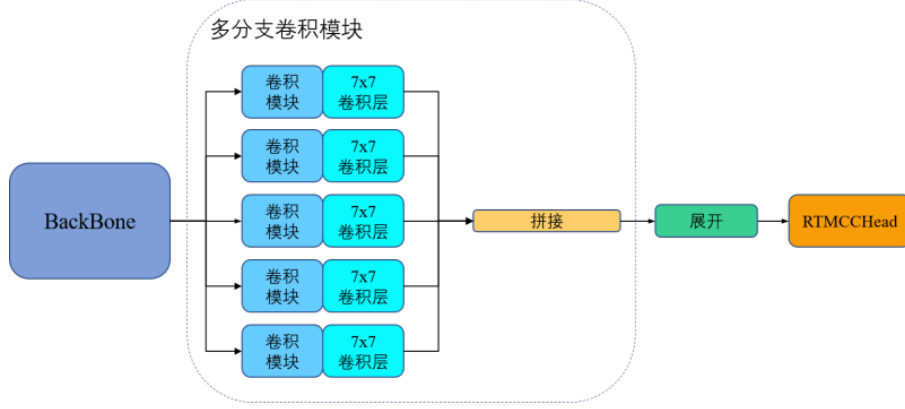 多分支卷积模块
BackBone
卷积
模块
7x7
卷积层
卷积
模块
7x7
卷积层
卷积
模块
7x7
卷积层
卷积
模块
7x7
卷积层
卷积
模块
7x7
卷积层
拼接
展开
RTMCCHead